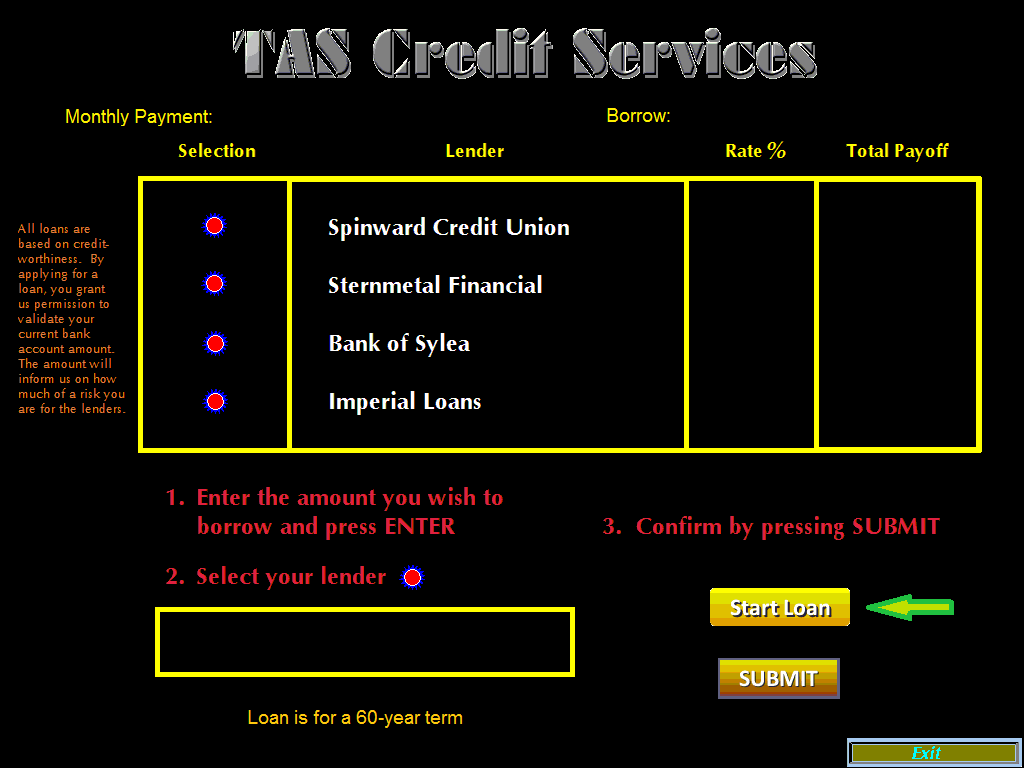 TAS Credit Services
Monthly Payment:
Borrow:
Selection
Lender
Rate %
Total Payoff
All loans are
based on credit-
worthiness. By
applying for a
loan, you grant
us permission to
validate your
current bank
account amount.
The amount will
inform us on how
much of a risk you
are for the lenders.
Spinward Credit Union
Sternmetal Financial
Bank of Sylea
Imperial Loans
1. Enter the amount you wish to
borrow and press ENTER
2. Select your lender
3. Confirm by pressing SUBMIT
Start Loan
SUBMIT
Loan is for a 60-year term
Exit